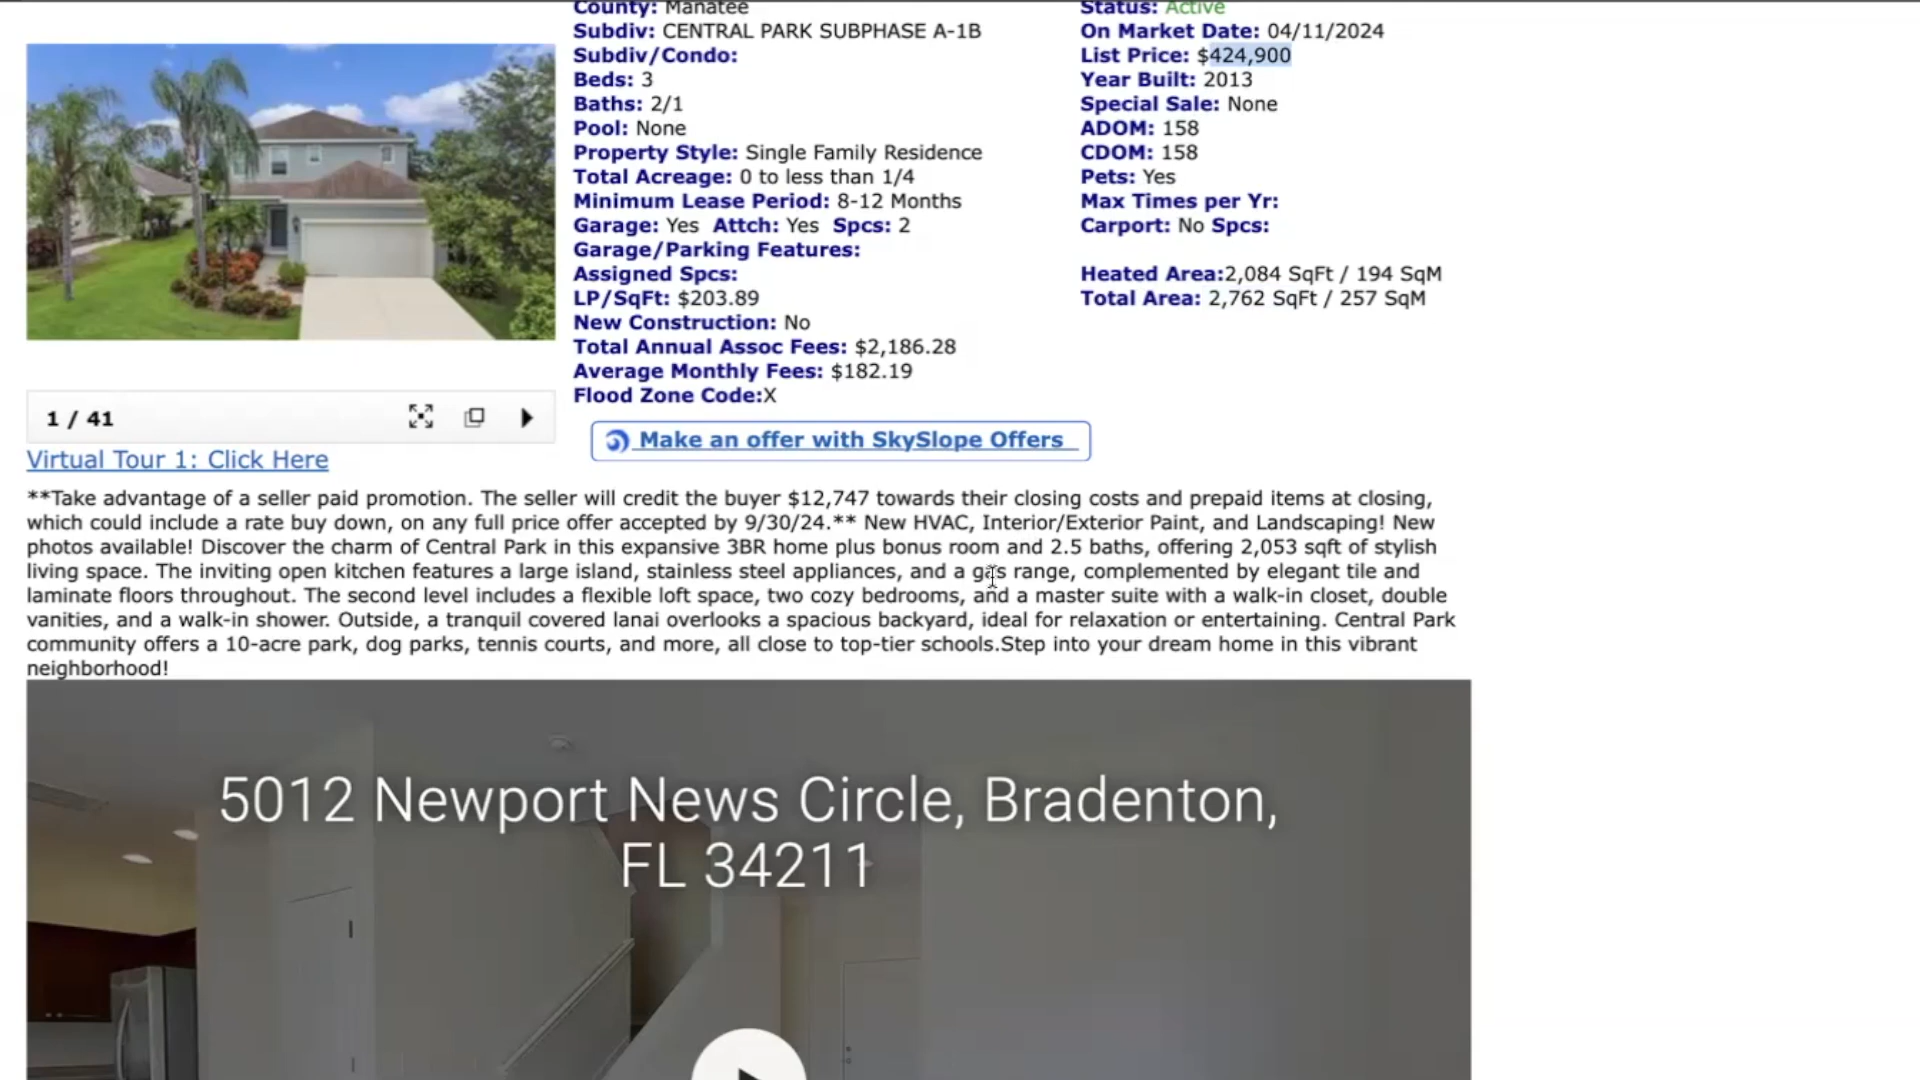 County: Manatee
Status: Active
Subdiv: CENTRAL PARK SUBPHASE A-1B
On Market Date: 04/11/2024
Subdiv/Condo:
List Price: $424,900
Beds: 3
Year Built: 2013
Baths: 2/1
Special Sale: None
Pool: None
ADOM: 158
Property Style: Single Family Residence
CDOM: 158
Total Acreage: 0 to less than 1/4
Pets: Yes
Minimum Lease Period: 8-12 Months
Max Times per Yr:
Garage: Yes Attch: Yes Spcs: 2
Carport: No Spcs:
Garage/Parking Features:
Assigned Spcs:
Heated Area:2,084 SqFt / 194 SqM
LP/SqFt: $203.89
Total Area: 2,762 SqFt / 257 SqM
New Construction: No
Total Annual Assoc Fees: $2,186.28
Average Monthly Fees: $182.19
Flood Zone Code:X
1 / 41
Make an offer with SkySlope Offers
Virtual Tour 1: Click Here
**Take advantage of a seller paid promotion. The seller will credit the buyer $12,747 towards their closing costs and prepaid items at closing,
which could include a rate buy down, on any full price offer accepted by 9/30/24.** New HVAC, Interior/Exterior Paint, and Landscaping! New
photos available! Discover the charm of Central Park in this expansive 3BR home plus bonus room and 2.5 baths, offering 2,053 sqft of stylish
living space. The inviting open kitchen features a large island, stainless steel appliances, and a gas range, complemented by elegant tile and
laminate floors throughout. The second level includes a flexible loft space, two cozy bedrooms, and a master suite with a walk-in closet, double
vanities, and a walk-in shower. Outside, a tranquil covered lanai overlooks a spacious backyard, ideal for relaxation or entertaining. Central Park
community offers a 10-acre park, dog parks, tennis courts, and more, all close to top-tier schools.Step into your dream home in this vibrant
neighborhood!
5012 Newport News Circle, Bradenton,
FL 34211